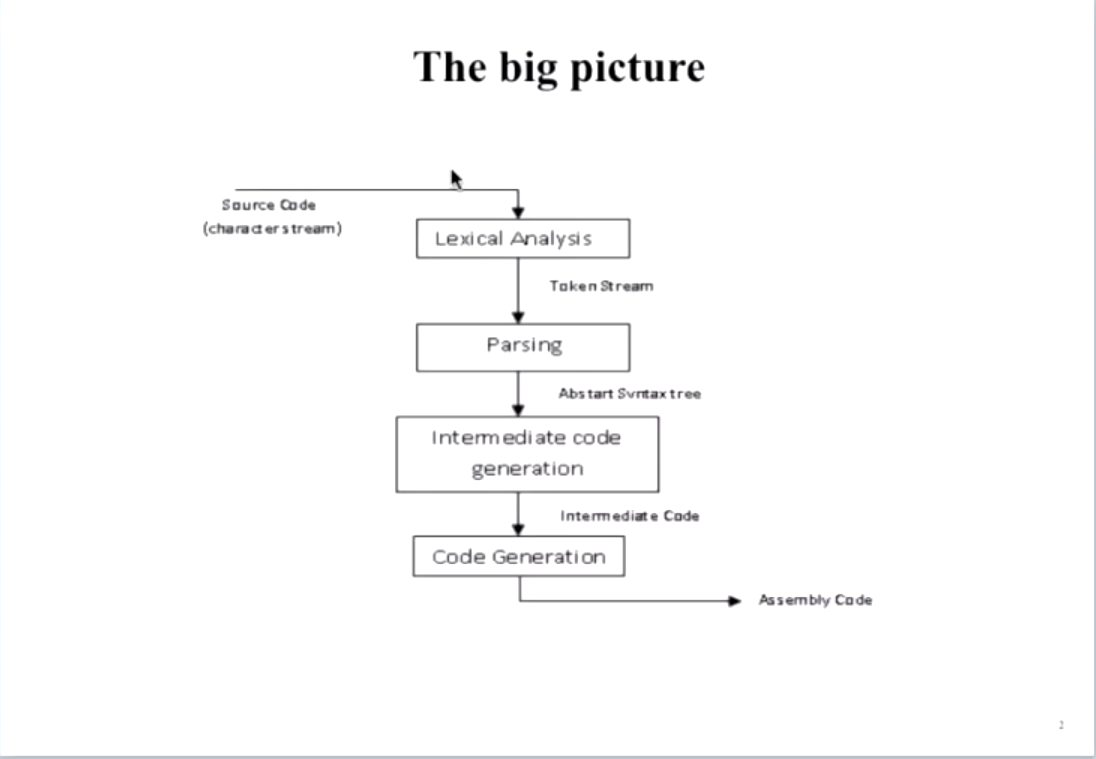 The big picture
Source Code
(character stream)
Lexical Analysis
Token Stream
Parsing
Abstart Syntax tree
Intermediate code
generation
Intermediate Code
Code Generation
Assembly Code
2